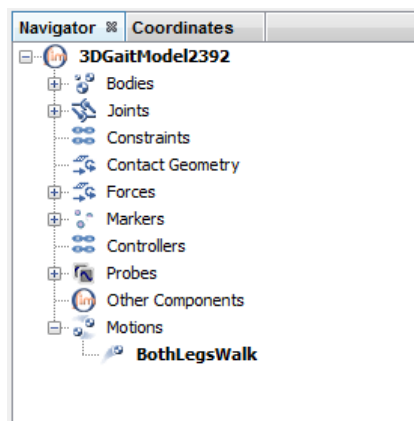 Navigator Coordinates
3DGaitModel2392
Bodies
Joints
Constraints
Contact Geometry
Forces
Markers
Controllers
Probes
Other Components
Motions
BothLegsWalk